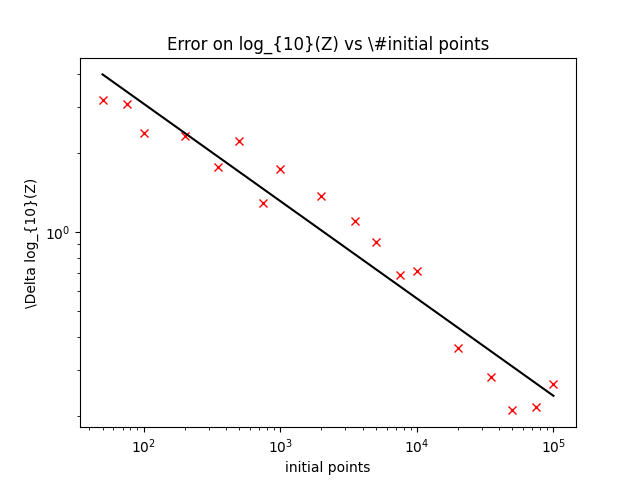 Error on log_{10}(Z) vs \#initial points
\Delta log_{10}(Z)
10^0
10^2
10^3
10^4
10^5
initial points